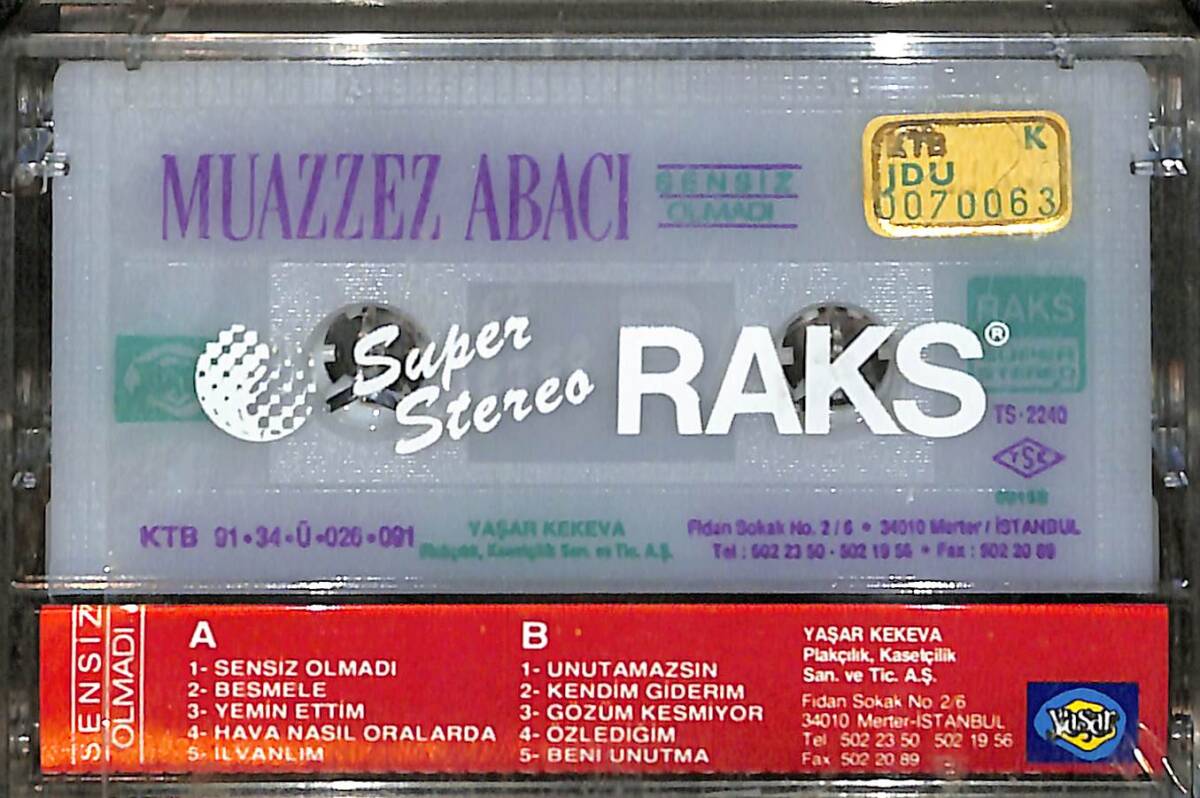 MUAZZEZ ABACI
SENSİZ
OLMADI
KTB K
JDU
0070063
Super
Stereo
RAKS®
RAKS
SUPER
STEREO
TS-2240
TSE
KTB 91•34•Ü•026•091
YAŞAR KEKEVA
Plakçılık, Kasetçilik San. ve Tic. A.Ş.
Fidan Sokak No. 2/6 • 34010 Merter / İSTANBUL
Tel : 502 23 50 - 502 19 56 • Fax : 502 20 89
SENSİZ
OLMADI
A
1- SENSİZ OLMADI
2- BESMELE
3- YEMİN ETTİM
4- HAVA NASIL ORALARDA
5- İLVANLIM
B
1- UNUTAMAZSIN
2- KENDİM GİDERİM
3- GÖZÜM KESMİYOR
4- ÖZLEDİĞİM
5- BENİ UNUTMA
YAŞAR KEKEVA
Plakçılık, Kasetçilik
San. ve Tic. A.Ş.
Fidan Sokak No 2/6
34010 Merter-İSTANBUL
Tel 502 23 50 502 19 56
Fax 502 20 89
Yaşar